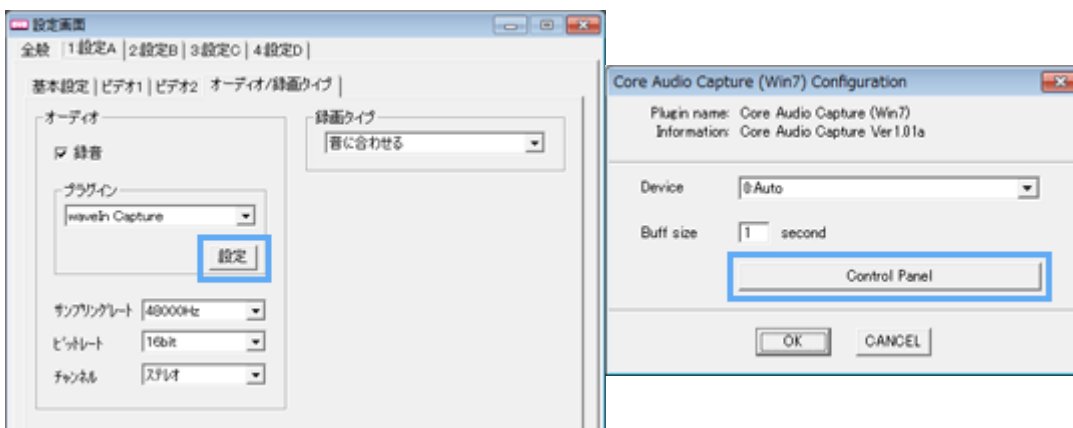 設定画面
全般 1設定A 2設定B 3設定C 4設定D
基本設定 ビデオ1 ビデオ2 オーディオ/録画タイプ
オーディオ
録音
プラグイン
waveIn Capture
設定
サンプリングレート 48000Hz
ビットレート 16bit
チャンネル ステレオ
録画タイプ
音に合わせる
Core Audio Capture (Win7) Configuration
Plugin name: Core Audio Capture (Win7)
Information: Core Audio Capture Ver1.01a
Device 0:Auto
Buff size 1 second
Control Panel
OK CANCEL